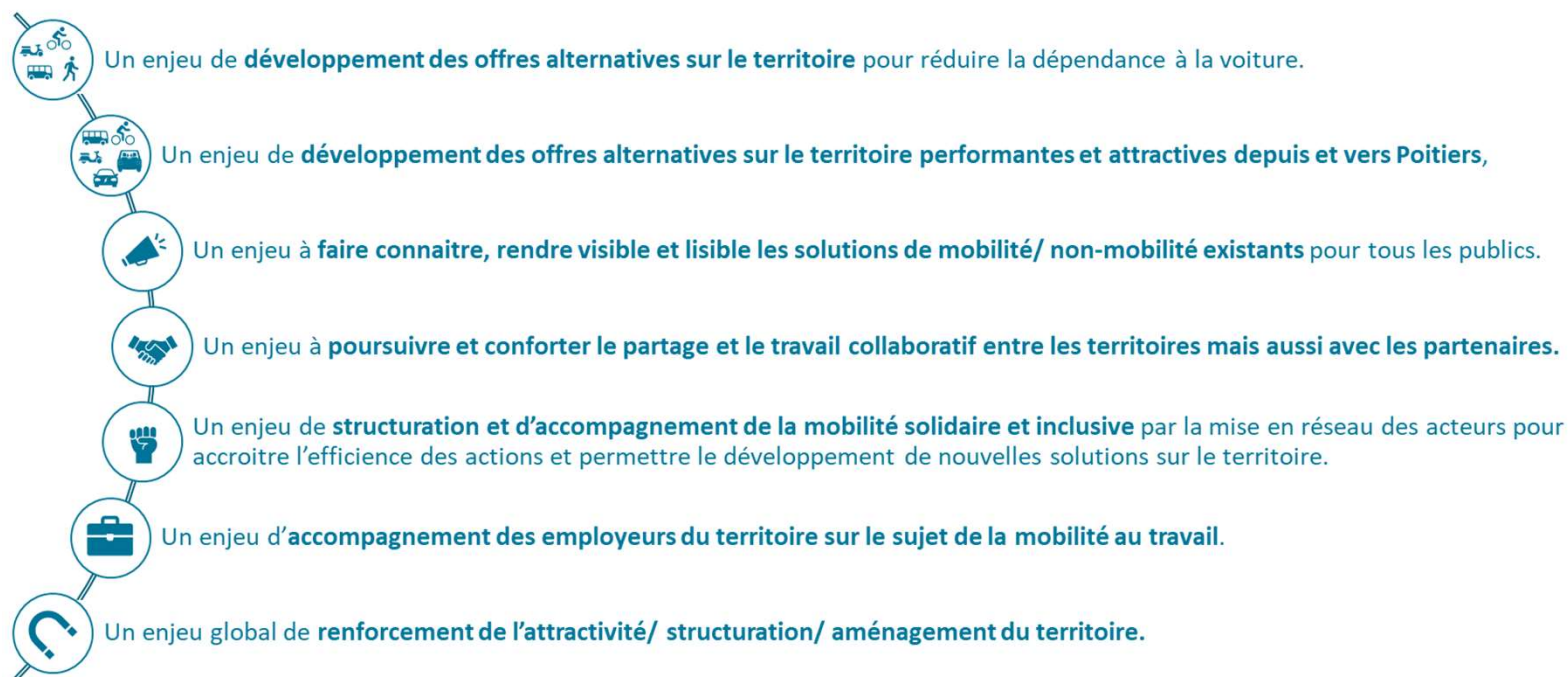 Un enjeu de développement des offres alternatives sur le territoire pour réduire la dépendance à la voiture.
Un enjeu de développement des offres alternatives sur le territoire performantes et attractives depuis et vers Poitiers,
Un enjeu à faire connaitre, rendre visible et lisible les solutions de mobilité/ non-mobilité existants pour tous les publics.
Un enjeu à poursuivre et conforter le partage et le travail collaboratif entre les territoires mais aussi avec les partenaires.
Un enjeu de structuration et d’accompagnement de la mobilité solidaire et inclusive par la mise en réseau des acteurs pour
accroitre l’efficience des actions et permettre le développement de nouvelles solutions sur le territoire.
Un enjeu d’accompagnement des employeurs du territoire sur le sujet de la mobilité au travail.
Un enjeu global de renforcement de l’attractivité/ structuration/ aménagement du territoire.